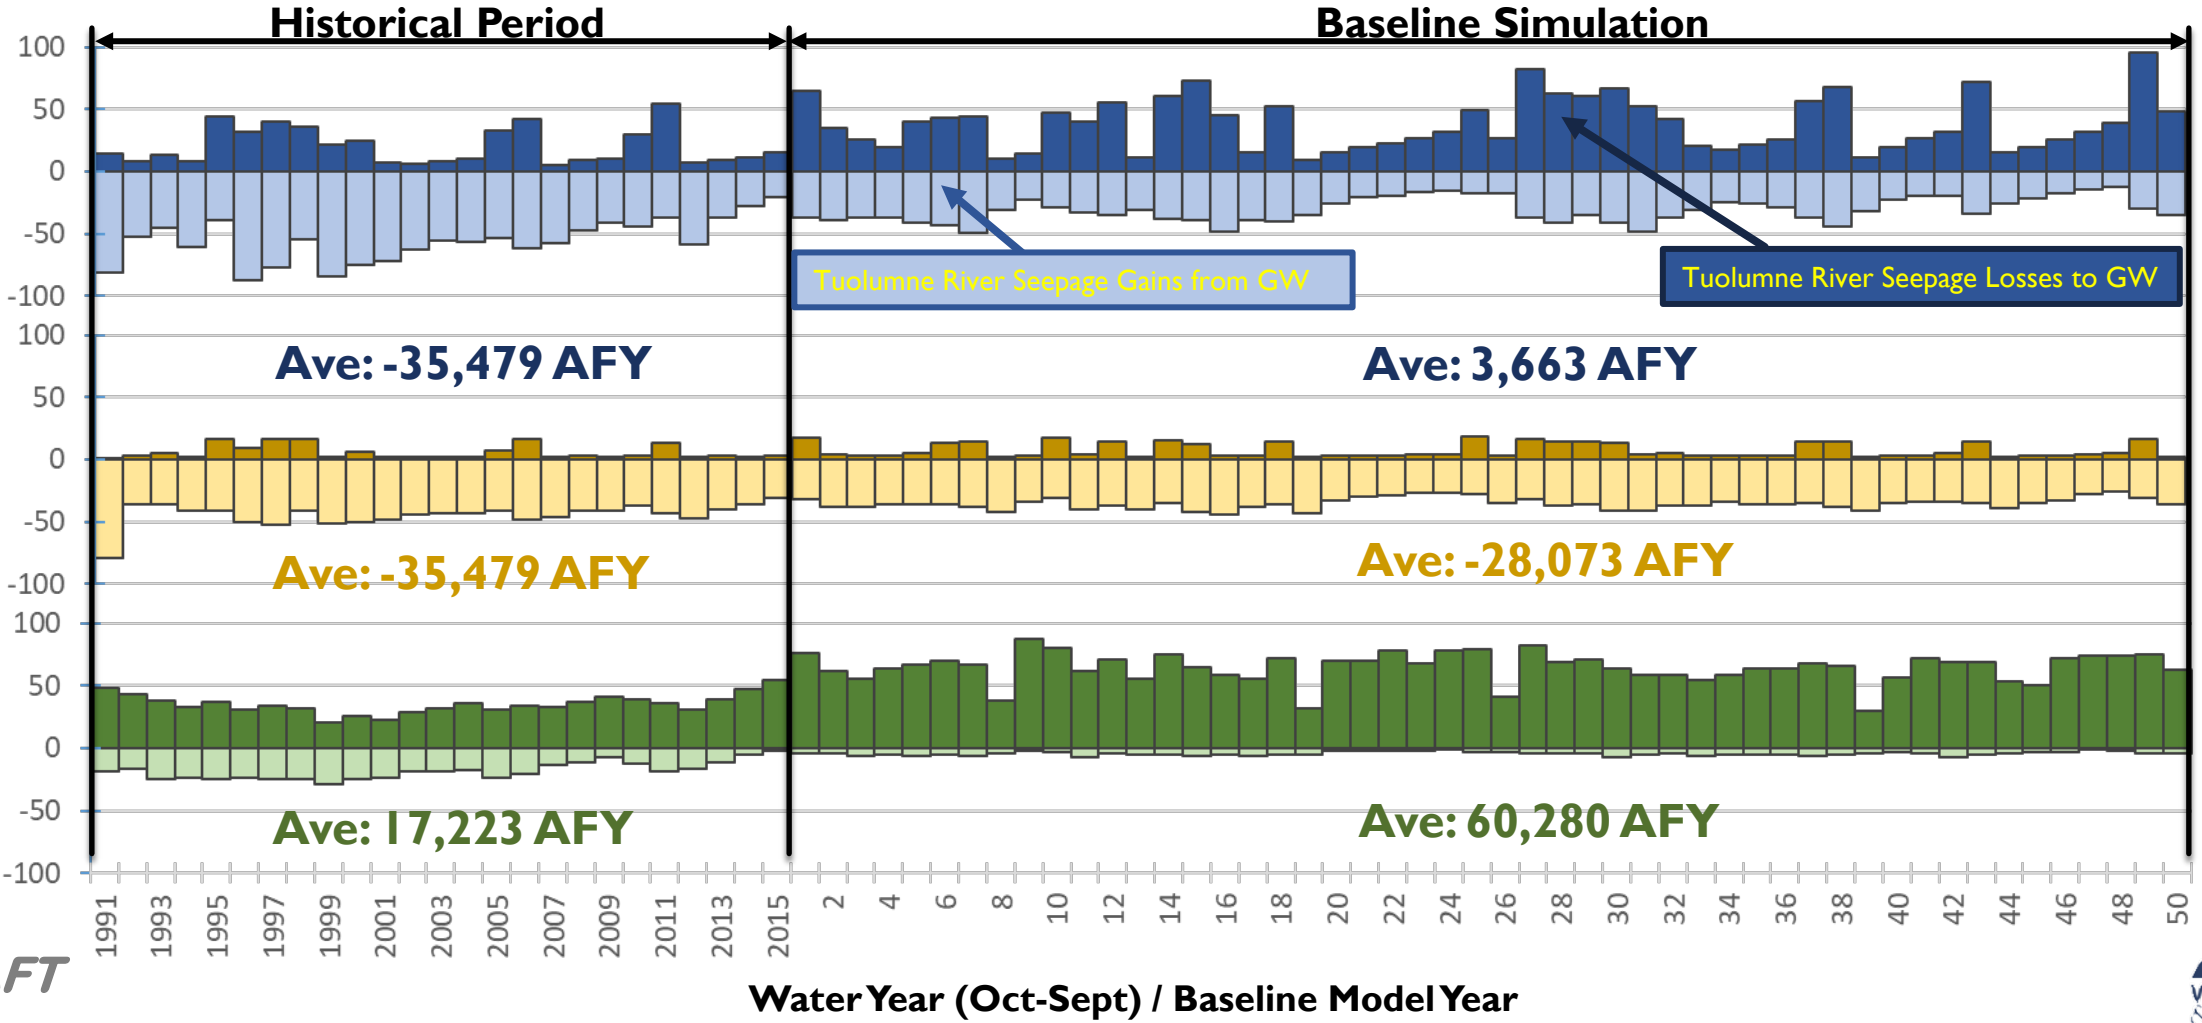 Historical Period
Baseline Simulation
100
50
0
-50
-100
Tuolumne River Seepage Gains from GW
Tuolumne River Seepage Losses to GW
100
50
0
-50
-100
Ave: -35,479 AFY
Ave: 3,663 AFY
Ave: -35,479 AFY
Ave: -28,073 AFY
100
50
0
-50
-100
Ave: 17,223 AFY
Ave: 60,280 AFY
1991 1993 1995 1997 1999 2001 2003 2005 2007 2009 2011 2013 2015 2 4 6 8 10 12 14 16 18 20 22 24 26 28 30 32 34 36 38 40 42 44 46 48 50
FT
Water Year (Oct-Sept) / Baseline Model Year